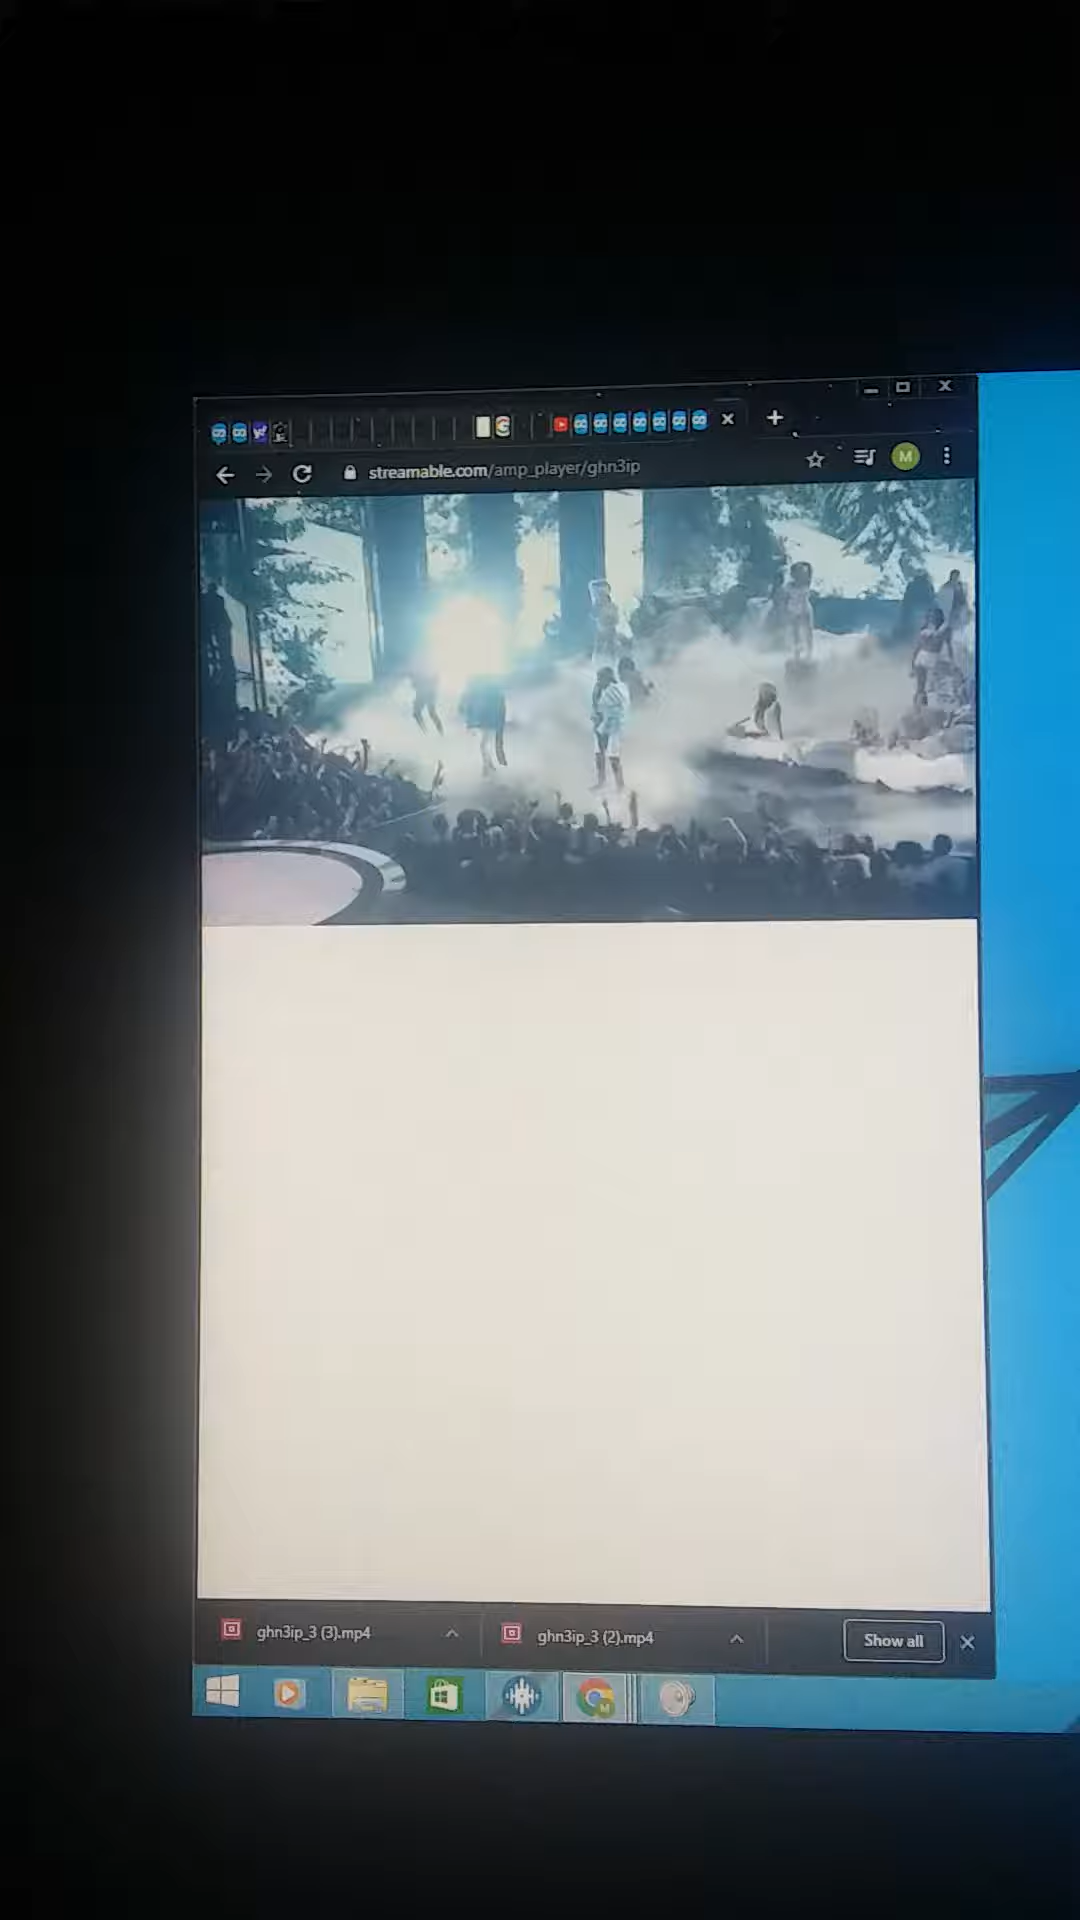 streamable.com/amp_player/ghn3ip
M
ghn3ip_3 (3).mp4
ghn3ip_3 (2).mp4
Show all
M